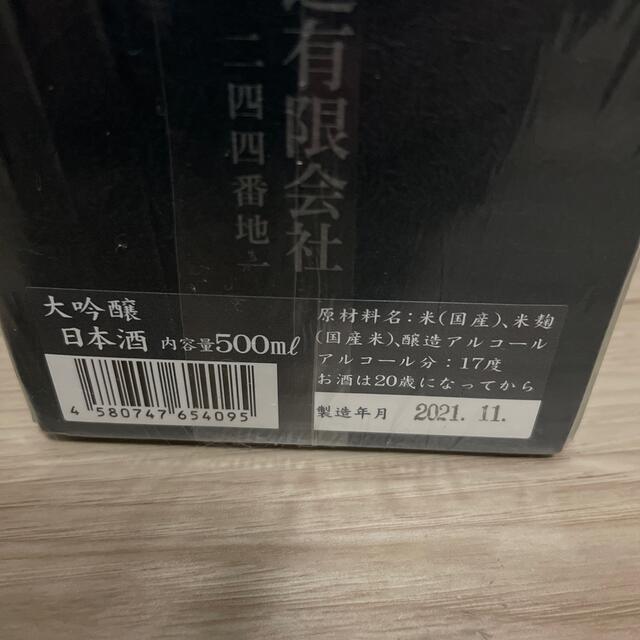 有限会社
二四四番地一
大吟醸
日本酒 内容量500mℓ
4 580747 654095
原材料名：米(国産)、米麹
(国産米)、醸造アルコール
アルコール分：17度
お酒は20歳になってから
製造年月 2021. 11.